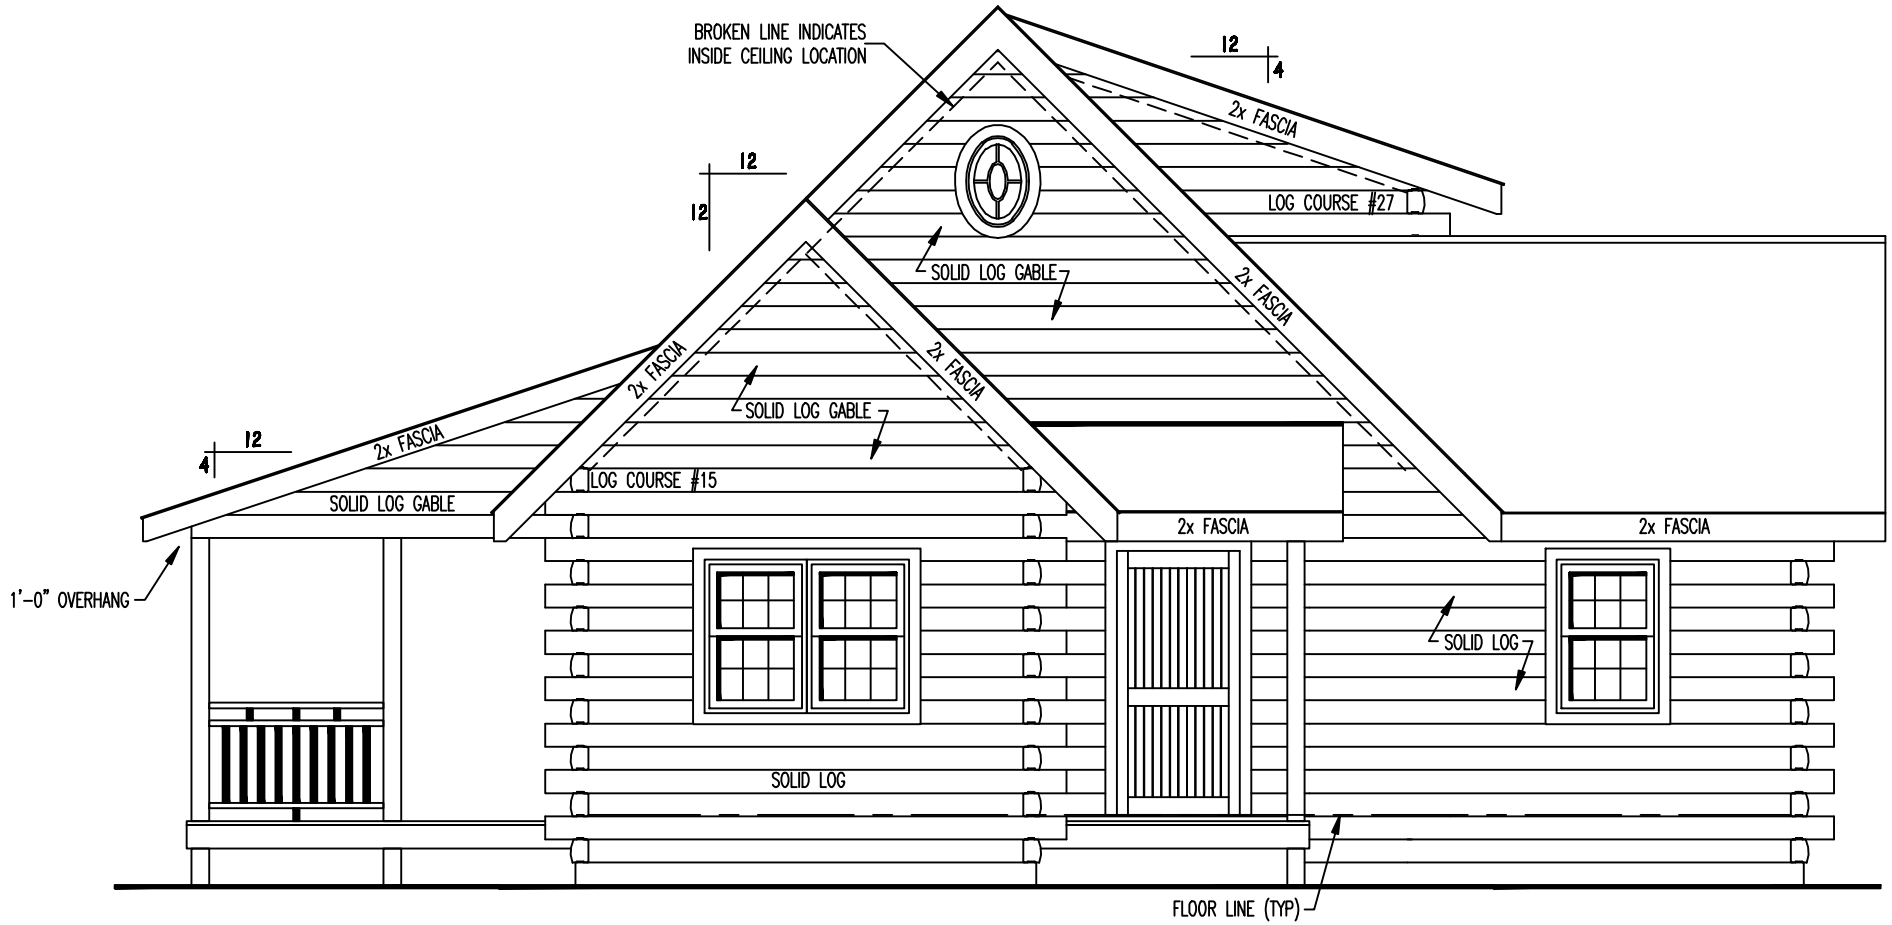 BROKEN LINE INDICATES
INSIDE CEILING LOCATION
12
4
2x FASCIA
12
12
LOG COURSE #27
SOLID LOG GABLE
2x FASCIA
2x FASCIA
2x FASCIA
SOLID LOG GABLE
12
4
2x FASCIA
LOG COURSE #15
SOLID LOG GABLE
2x FASCIA
2x FASCIA
1'-0" OVERHANG
SOLID LOG
SOLID LOG
FLOOR LINE (TYP)